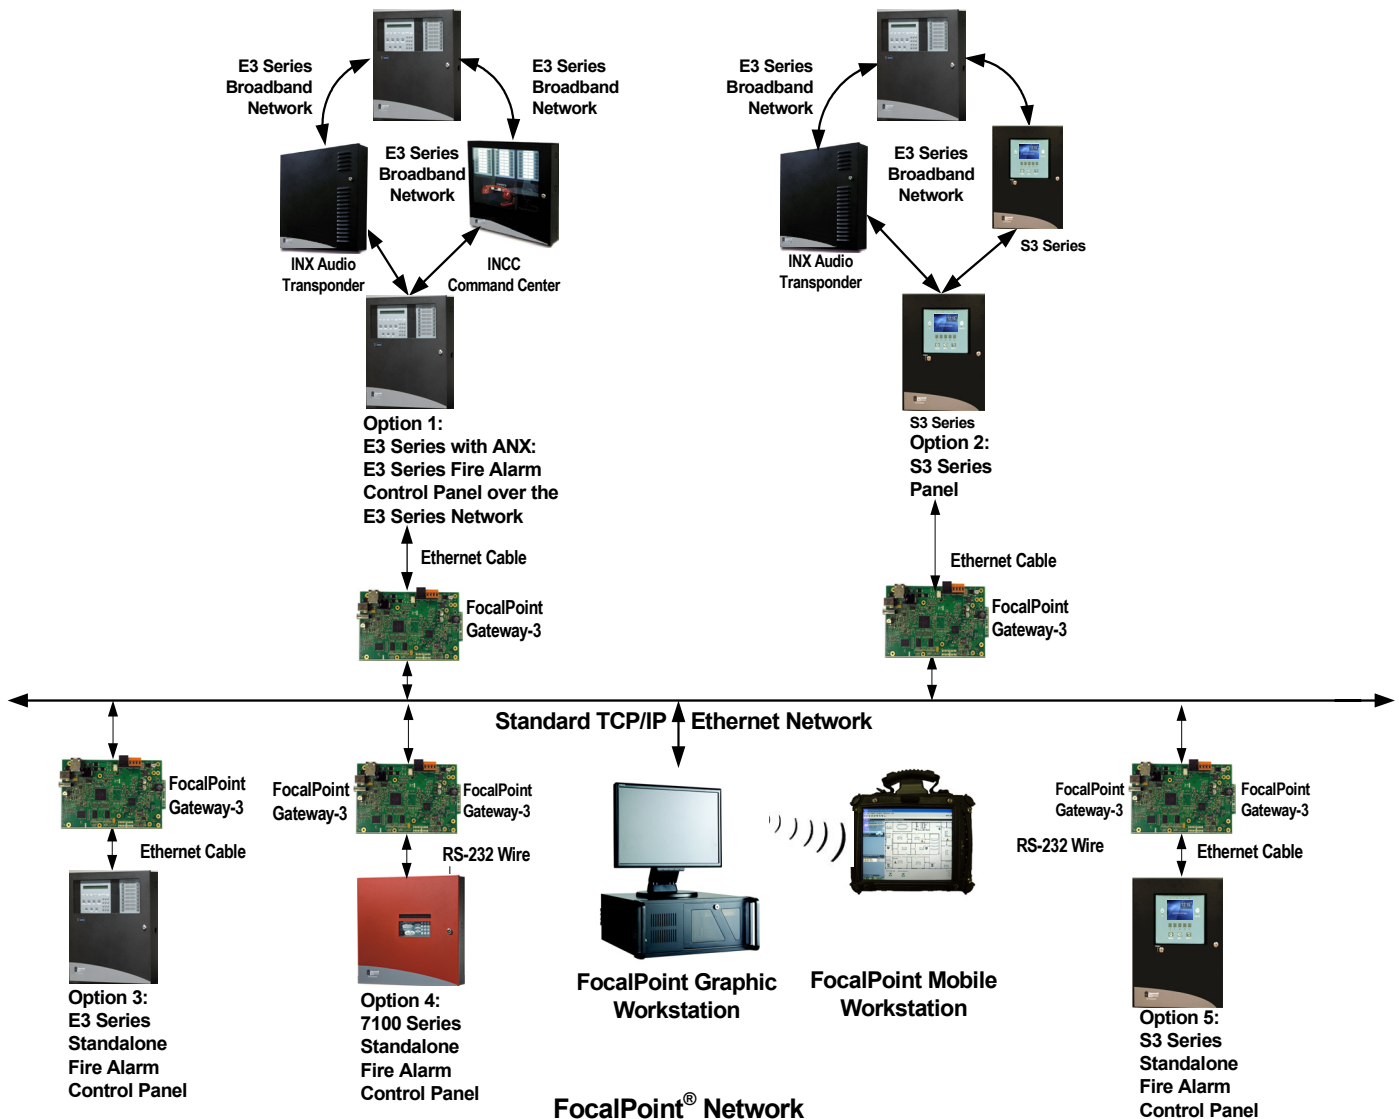 E3 Series
Broadband
Network
E3 Series
Broadband
Network
E3 Series
Broadband
Network
INX Audio
Transponder
INCC
Command Center
Option 1:
E3 Series with ANX:
E3 Series Fire Alarm
Control Panel over the
E3 Series Network
Ethernet Cable
FocalPoint
Gateway-3
E3 Series
Broadband
Network
E3 Series
Broadband
Network
S3 Series
INX Audio
Transponder
S3 Series
Option 2:
S3 Series
Panel
Ethernet Cable
FocalPoint
Gateway-3
Standard TCP/IP Ethernet Network
FocalPoint
Gateway-3
Ethernet Cable
Option 3:
E3 Series
Standalone
Fire Alarm
Control Panel
FocalPoint
Gateway-3
FocalPoint
Gateway-3
RS-232 Wire
Option 4:
7100 Series
Standalone
Fire Alarm
Control Panel
FocalPoint Graphic
Workstation
FocalPoint Mobile
Workstation
FocalPoint
Gateway-3
FocalPoint
Gateway-3
RS-232 Wire
Ethernet Cable
Option 5:
S3 Series
Standalone
Fire Alarm
Control Panel
FocalPoint® Network